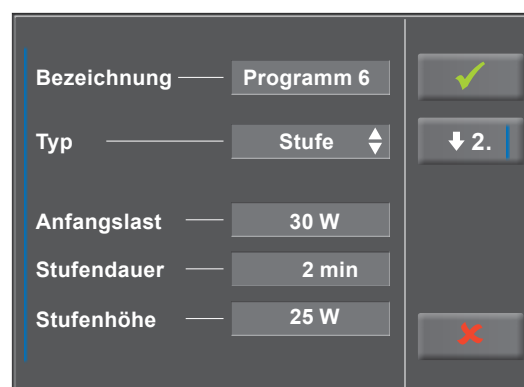 Bezeichnung Programm 6
Typ Stufe 2.
Anfangslast 30 W
Stufendauer 2 min
Stufenhöhe 25 W